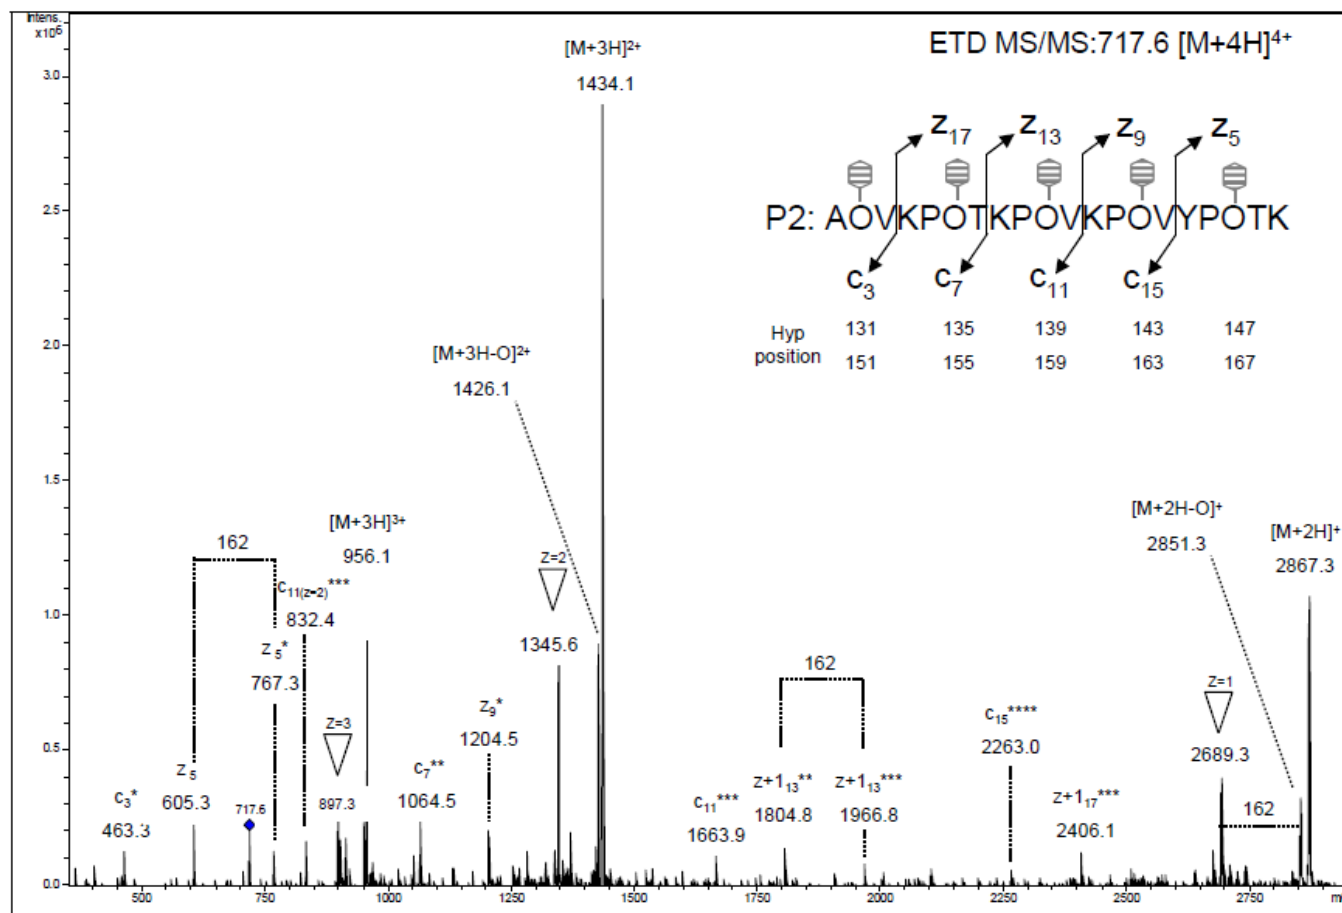 Intens.
x10⁶
3.0
2.5
2.0
1.5
1.0
0.5
0.0
500
750
1000
1250
1500
1750
2000
2250
2500
2750
ETD MS/MS:717.6 [M+4H]⁴⁺
Z₁₇ Z₁₃ Z₉ Z₅
P2: AOVKPOTKPOVKPOVYPOTK
C₃ C₇ C₁₁ C₁₅
Hyp position
131 135 139 143 147
151 155 159 163 167
[M+3H]²⁺
1434.1
[M+3H-O]²⁺
1426.1
[M+3H]³⁺
956.1
[M+2H-O]⁺
2851.3
[M+2H]⁺
2867.3
162
c₁₁₍z₌₂₎***
832.4
z₅*
767.3
z₅
605.3
c₃*
463.3
717.6
Z=3
897.3
c₇**
1064.5
z₉*
1204.5
Z=2
1345.6
c₁₁***
1663.9
162
z+1₁₃**
1804.8
z+1₁₃***
1966.8
c₁₅****
2263.0
z+1₁₇***
2406.1
Z=1
2689.3
162